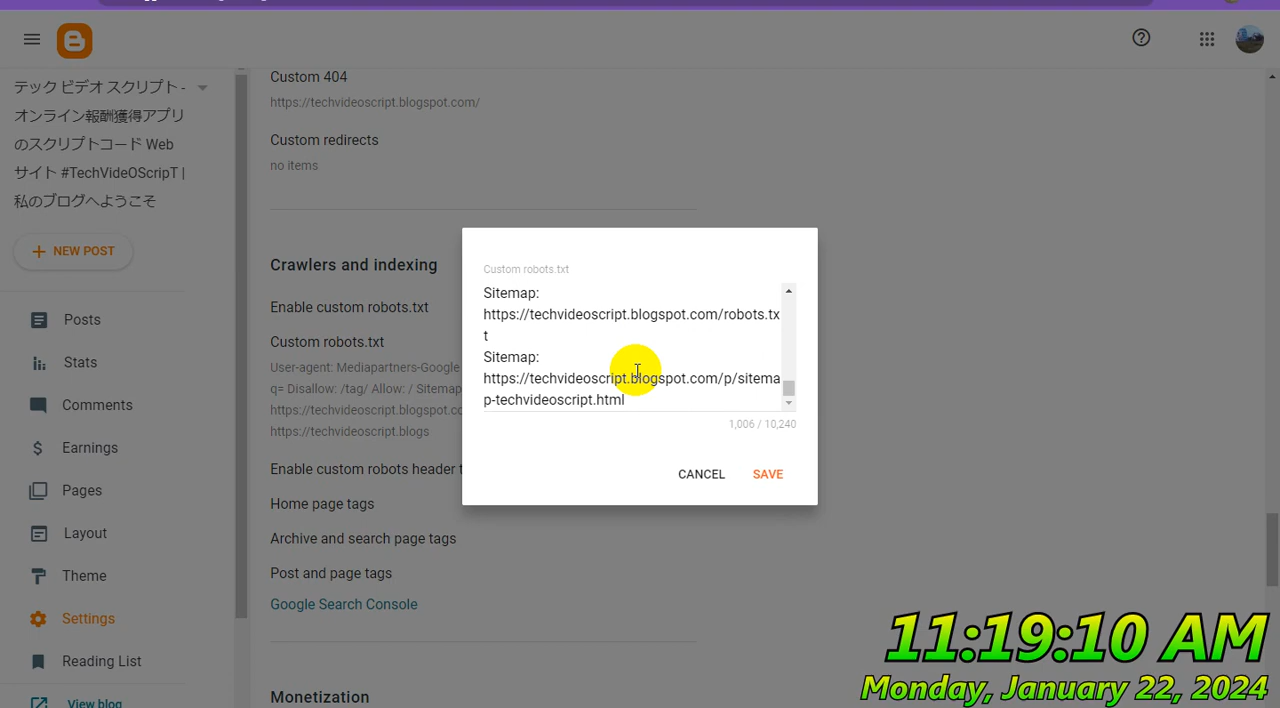 テック ビデオ スクリプト -
オンライン報酬獲得アプリ
のスクリプトコード Web
サイト #TechVideOScripT |
私のブログへようこそ
NEW POST
Posts
Stats
Comments
Earnings
Pages
Layout
Theme
Settings
Reading List
View blog
Custom 404
https://techvideoscript.blogspot.com/
Custom redirects
no items
Crawlers and indexing
Enable custom robots.txt
Custom robots.txt
User-agent: Mediapartners-Google
q= Disallow: /tag/ Allow: / Sitemap
https://techvideoscript.blogspot.co
https://techvideoscript.blogs
Enable custom robots header t
Home page tags
Archive and search page tags
Post and page tags
Google Search Console
Monetization
Custom robots.txt
Sitemap:
https://techvideoscript.blogspot.com/robots.tx
t
Sitemap:
https://techvideoscript.blogspot.com/p/sitema
p-techvideoscript.html
1,006 / 10,240
CANCEL
SAVE
11:19:10 AM
Monday, January 22, 2024